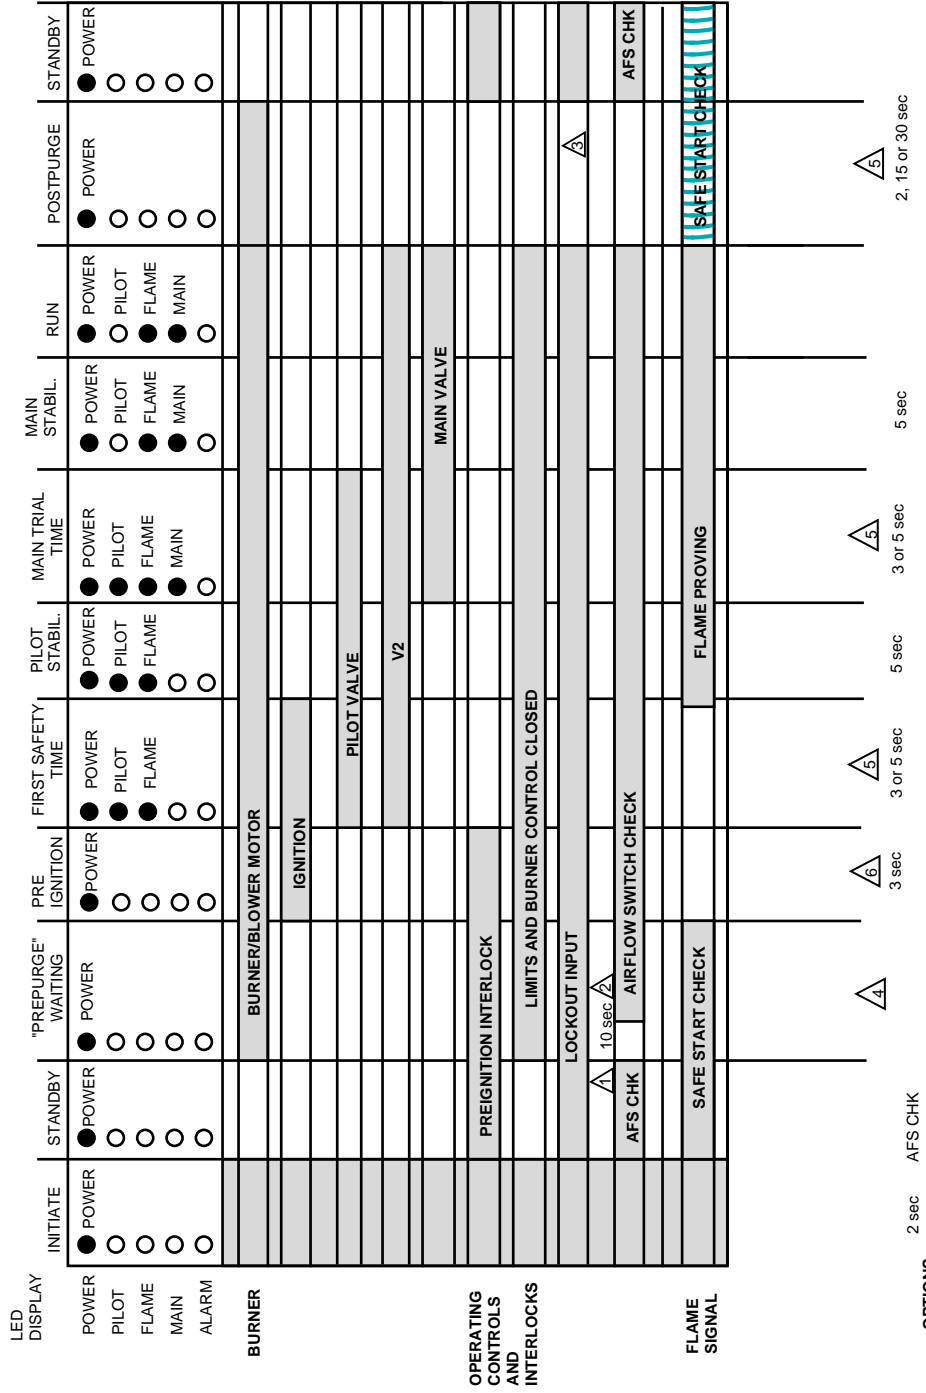 LED
DISPLAY
INITIATE
STANDBY
"PREPURGE"
WAITING
PRE
IGNITION
FIRST SAFETY
TIME
PILOT
STABIL.
MAIN TRIAL
TIME
MAIN
STABIL.
RUN
POSTPURGE
STANDBY
POWER
POWER
POWER
POWER
POWER
POWER
POWER
POWER
POWER
POWER
POWER
POWER
PILOT
PILOT
PILOT
PILOT
PILOT
PILOT
FLAME
FLAME
FLAME
FLAME
FLAME
FLAME
MAIN
MAIN
MAIN
MAIN
ALARM
BURNER
BURNER/BLOWER MOTOR
IGNITION
PILOT VALVE
V2
MAIN VALVE
OPERATING
CONTROLS
AND
INTERLOCKS
PREIGNITION INTERLOCK
LIMITS AND BURNER CONTROL CLOSED
LOCKOUT INPUT
3
1
10 sec
2
AFS CHK
AIRFLOW SWITCH CHECK
AFS CHK
FLAME
SIGNAL
SAFE START CHECK
FLAME PROVING
SAFE START CHECK
4
6
5
5
5
2 sec
AFS CHK
3 sec
3 or 5 sec
5 sec
3 or 5 sec
5 sec
2, 15 or 30 sec
OPTIONS